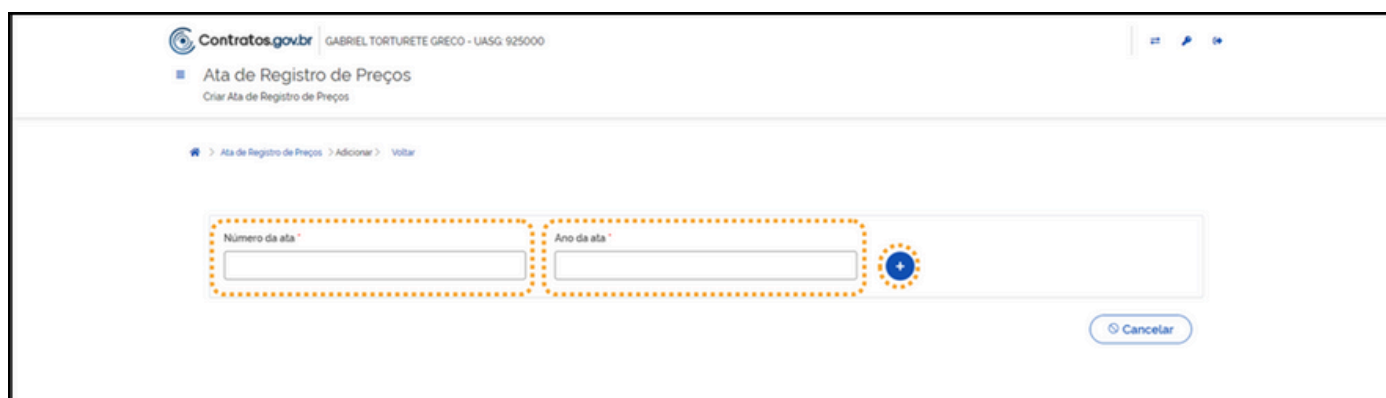 Contratos.gov.br GABRIEL TORTURETE GRECO - UASG: 925000
Ata de Registro de Preços
Criar Ata de Registro de Preços
> Ata de Registro de Preços > Adicionar > Voltar
Número da ata * Ano da ata *
+
Cancelar